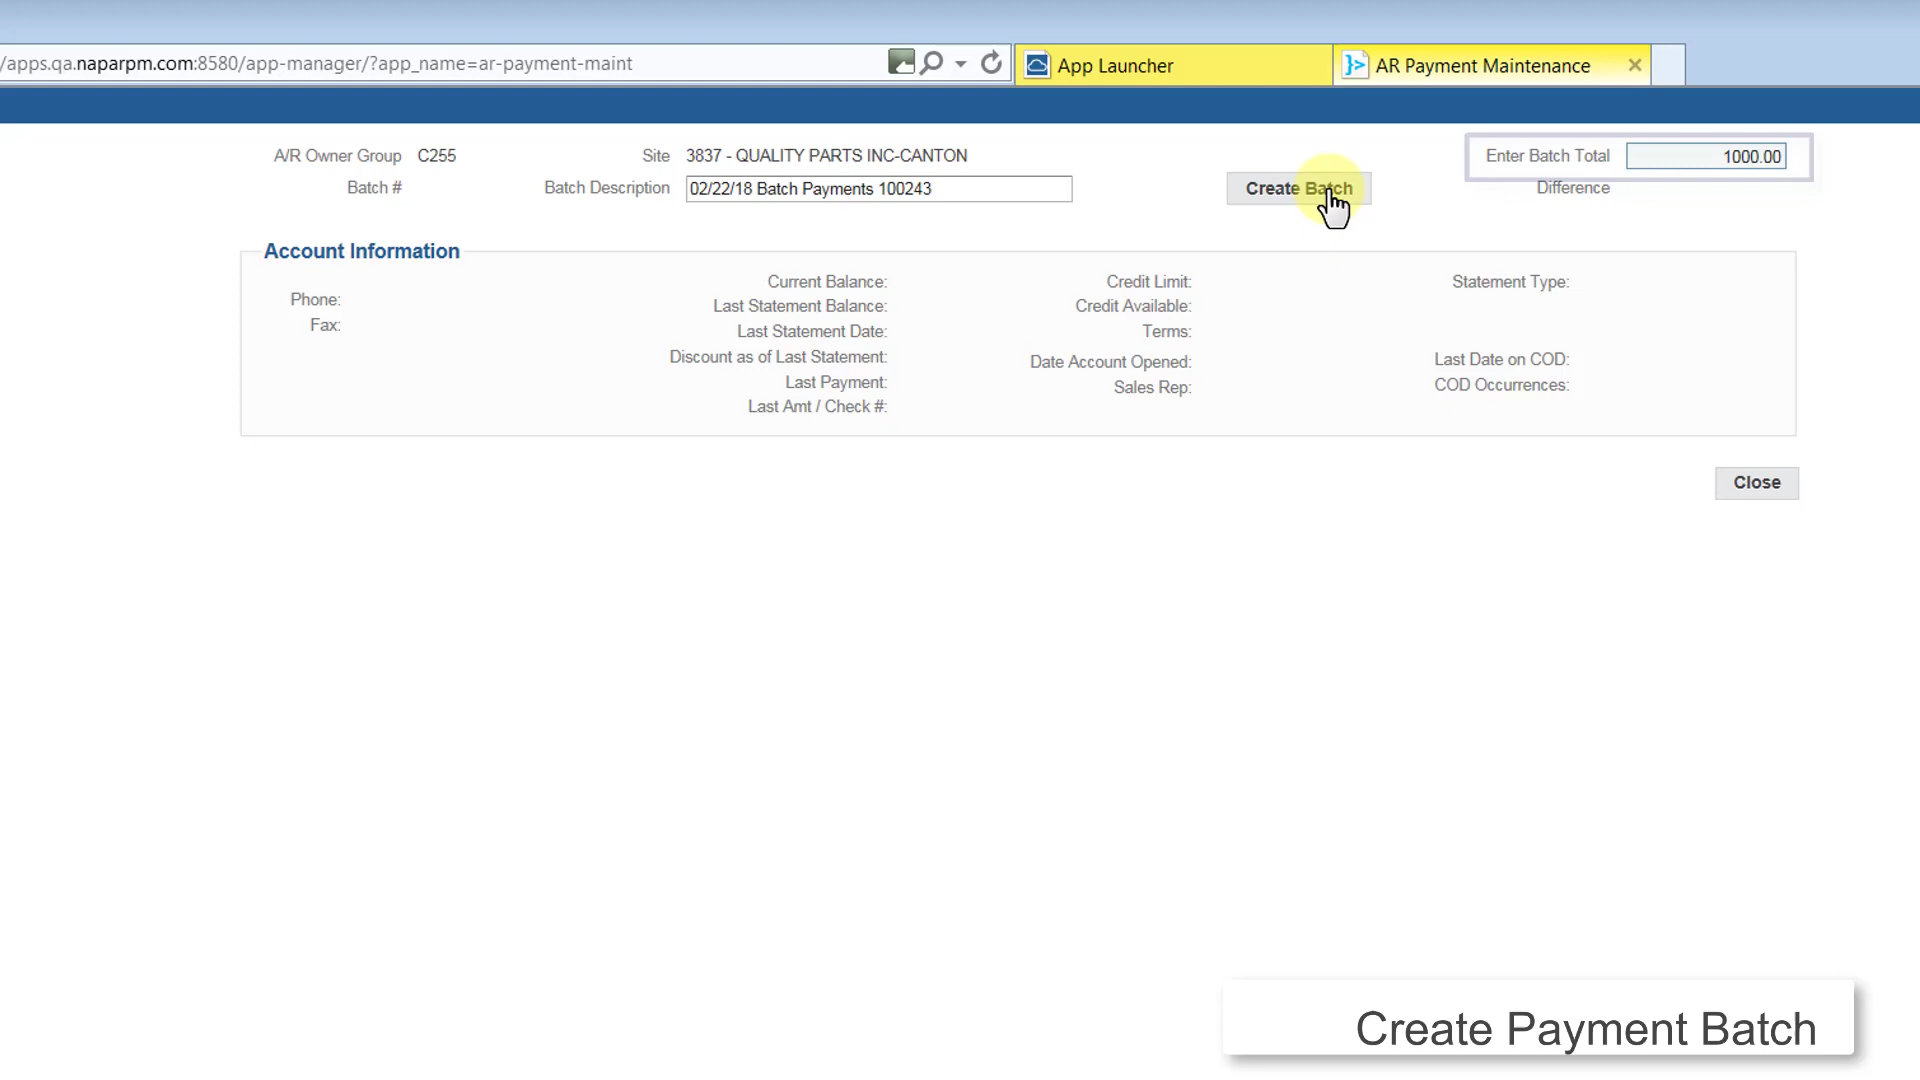 /apps.qa.naparpm.com:8580/app-manager/?app_name=ar-payment-maint
App Launcher
AR Payment Maintenance
A/R Owner Group C255 Site 3837 - QUALITY PARTS INC-CANTON Enter Batch Total 1000.00
Batch # Batch Description 02/22/18 Batch Payments 100243 Create Batch Difference
Account Information
Phone:
Fax:
Current Balance:
Last Statement Balance:
Last Statement Date:
Discount as of Last Statement:
Last Payment:
Last Amt / Check #:
Credit Limit:
Credit Available:
Terms:
Date Account Opened:
Sales Rep:
Statement Type:
Last Date on COD:
COD Occurrences:
Close
Create Payment Batch